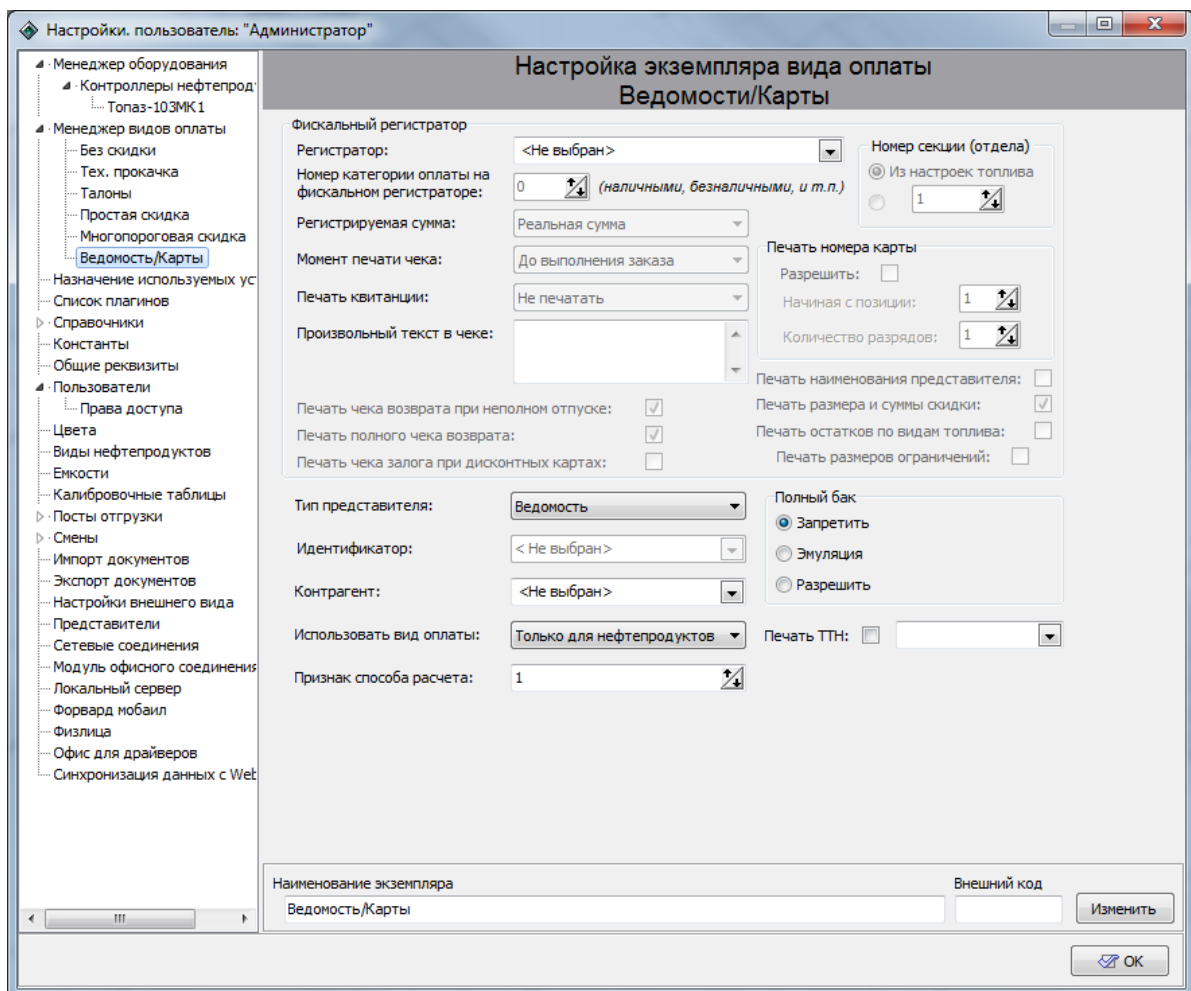 Настройки. пользователь: "Администратор"
Менеджер оборудования
Контроллеры нефтепрод
Топаз-103МК1
Менеджер видов оплаты
Без скидки
Тех. прокачка
Талоны
Простая скидка
Многопороговая скидка
Ведомость/Карты
Назначение используемых ус
Список плагинов
Справочники
Константы
Общие реквизиты
Пользователи
Права доступа
Цвета
Виды нефтепродуктов
Емкости
Калибровочные таблицы
Посты отгрузки
Смены
Импорт документов
Экспорт документов
Настройки внешнего вида
Представители
Сетевые соединения
Модуль офисного соединения
Локальный сервер
Форвард мобаил
Физлица
Офис для драйверов
Синхронизация данных с Web
Настройка экземпляра вида оплаты
Ведомости/Карты
Фискальный регистратор
Регистратор: <Не выбран>
Номер категории оплаты на
фискальном регистраторе: 0 (наличными, безналичными, и т.п.)
Регистрируемая сумма: Реальная сумма
Момент печати чека: До выполнения заказа
Печать квитанции: Не печатать
Произвольный текст в чеке:
Печать чека возврата при неполном отпуске:
Печать полного чека возврата:
Печать чека залога при дисконтных картах:
Номер секции (отдела)
Из настроек топлива
1
Печать номера карты
Разрешить:
Начиная с позиции: 1
Количество разрядов: 1
Печать наименования представителя:
Печать размера и суммы скидки:
Печать остатков по видам топлива:
Печать размеров ограничений:
Тип представителя: Ведомость
Идентификатор: < Не выбран>
Контрагент: <Не выбран>
Использовать вид оплаты: Только для нефтепродуктов
Признак способа расчета: 1
Полный бак
Запретить
Эмуляция
Разрешить
Печать ТТН:
Наименование экземпляра
Ведомость/Карты
Внешний код
Изменить
ОК